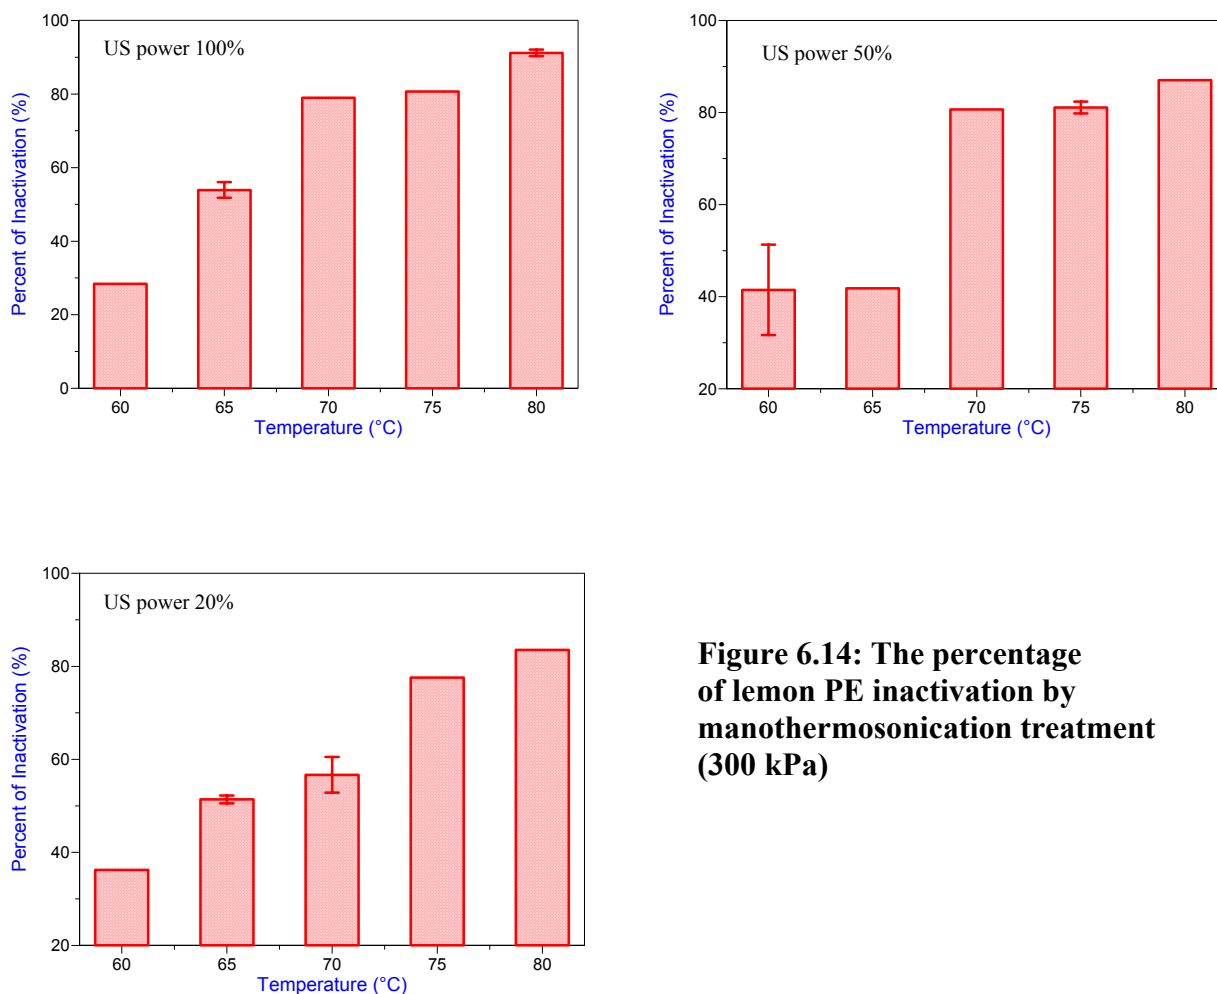 US power 100%
Percent of Inactivation (%)
100
80
60
40
20
0
60 65 70 75 80
Temperature (°C)
US power 50%
Percent of Inactivation (%)
100
80
60
40
20
60 65 70 75 80
Temperature (°C)
US power 20%
Percent of Inactivation (%)
100
80
60
40
20
60 65 70 75 80
Temperature (°C)
Figure 6.14: The percentage
of lemon PE inactivation by
manothermosonication treatment
(300 kPa)